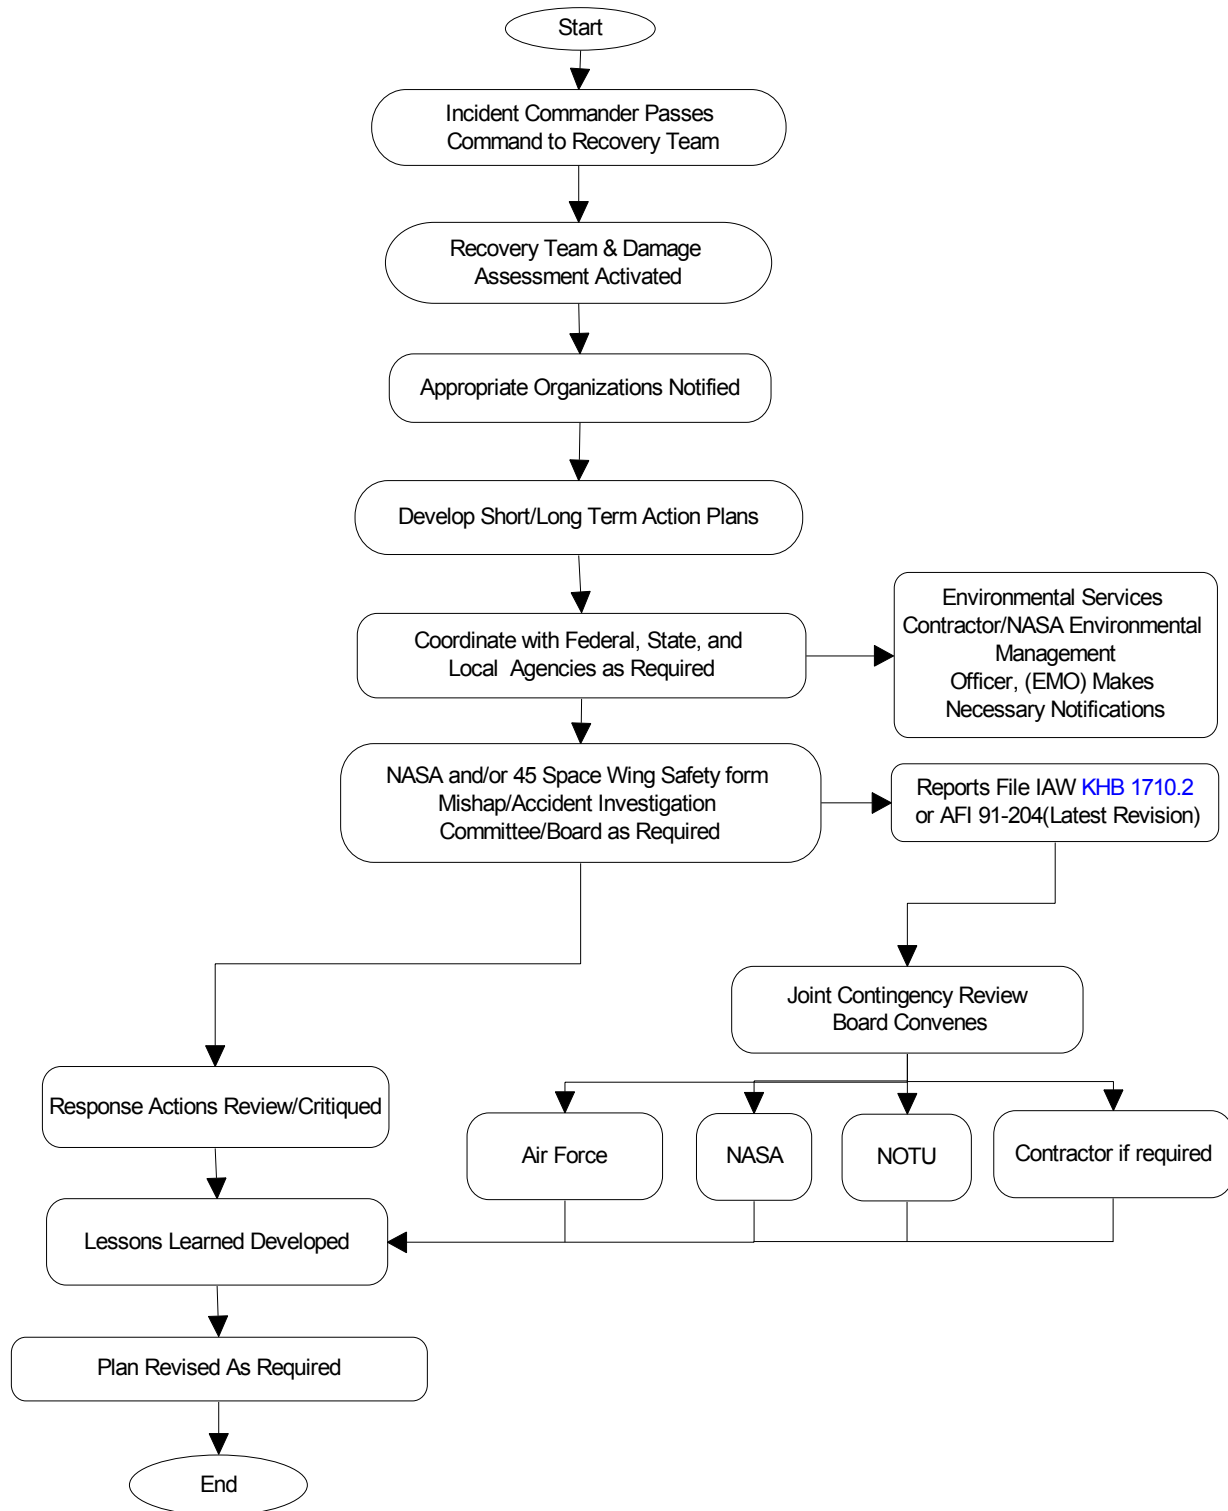 Start
Incident Commander Passes
Command to Recovery Team
Recovery Team & Damage
Assessment Activated
Appropriate Organizations Notified
Develop Short/Long Term Action Plans
Coordinate with Federal, State, and
Local Agencies as Required
Environmental Services
Contractor/NASA Environmental
Management
Officer, (EMO) Makes
Necessary Notifications
NASA and/or 45 Space Wing Safety form
Mishap/Accident Investigation
Committee/Board as Required
Reports File IAW KHB 1710.2
or AFI 91-204(Latest Revision)
Joint Contingency Review
Board Convenes
Response Actions Review/Critiqued
Air Force
NASA
NOTU
Contractor if required
Lessons Learned Developed
Plan Revised As Required
End